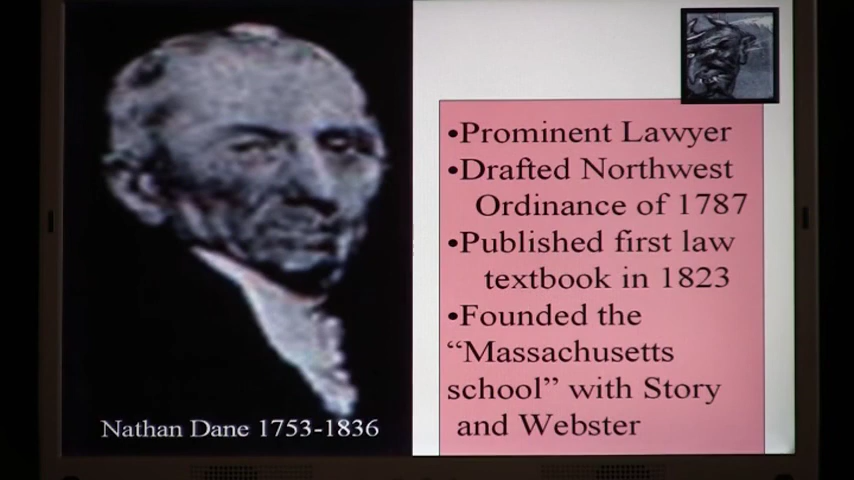 Nathan Dane 1753-1836
•Prominent Lawyer
•Drafted Northwest
Ordinance of 1787
•Published first law
textbook in 1823
•Founded the
“Massachusetts
school” with Story
and Webster